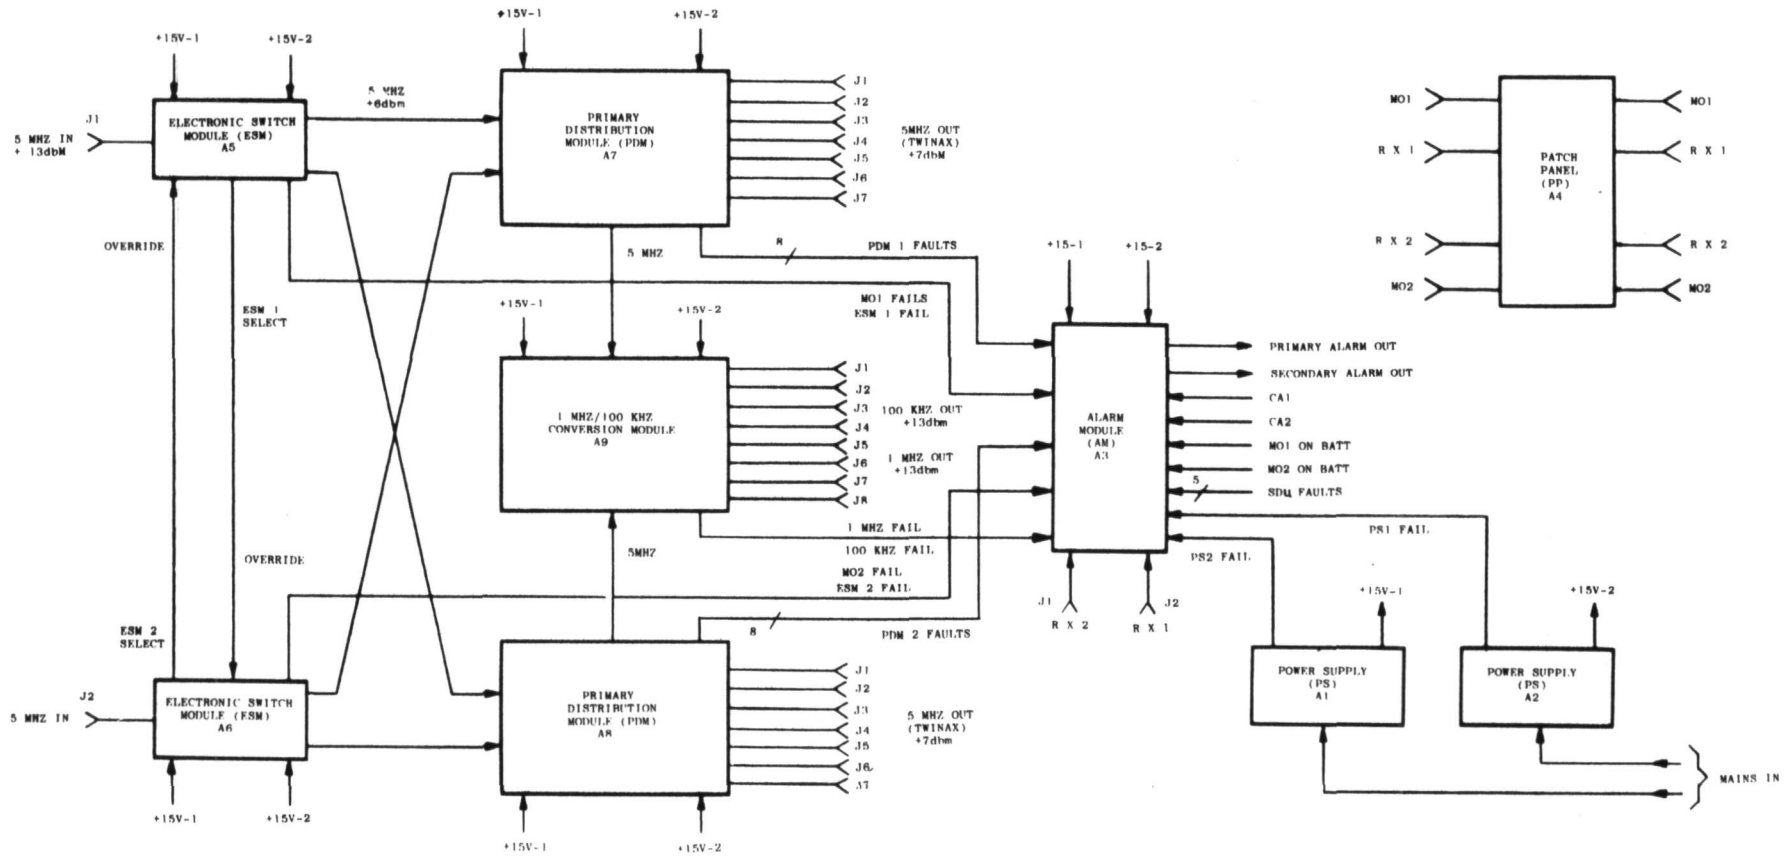 +15V-1
+15V-2
ELECTRONIC SWITCH
MODULE (ESM)
A5
J1
5 MHZ IN
+ 13dbM
5 MHZ
+6dbm
+15V-1
+15V-2
PRIMARY
DISTRIBUTION
MODULE (PDM)
A7
J1
J2
J3
J4
J5
J6
J7
5MHZ OUT
(TWINAX)
+7dbM
OVERRIDE
ESM 1
SELECT
5 MHZ
8
PDM 1 FAULTS
MO1 FAILS
ESM 1 FAIL
+15V-1
+15V-2
1 MHZ/100 KHZ
CONVERSION MODULE
A9
J1
J2
J3
J4
J5
J6
J7
J8
100 KHZ OUT
+13dbm
1 MHZ OUT
+13dbm
1 MHZ FAIL
100 KHZ FAIL
MO2 FAIL
ESM 2 FAIL
5MHZ
OVERRIDE
ESM 2
SELECT
8
PDM 2 FAULTS
J2
5 MHZ IN
ELECTRONIC SWITCH
MODULE (ESM)
A6
+15V-1
+15V-2
PRIMARY
DISTRIBUTION
MODULE (PDM)
A8
J1
J2
J3
J4
J5
J6
J7
5 MHZ OUT
(TWINAX)
+7dbm
+15V-1
+15V-2
+15-1
+15-2
ALARM
MODULE
(AM)
A3
PRIMARY ALARM OUT
SECONDARY ALARM OUT
CA1
CA2
MO1 ON BATT
MO2 ON BATT
5
SDU FAULTS
PS1 FAIL
PS2 FAIL
J1
R X 2
J2
R X 1
MO1
R X 1
R X 2
MO2
PATCH
PANEL
(PP)
A4
MO1
R X 1
R X 2
MO2
+15V-1
+15V-2
POWER SUPPLY
(PS)
A1
POWER SUPPLY
(PS)
A2
MAINS IN